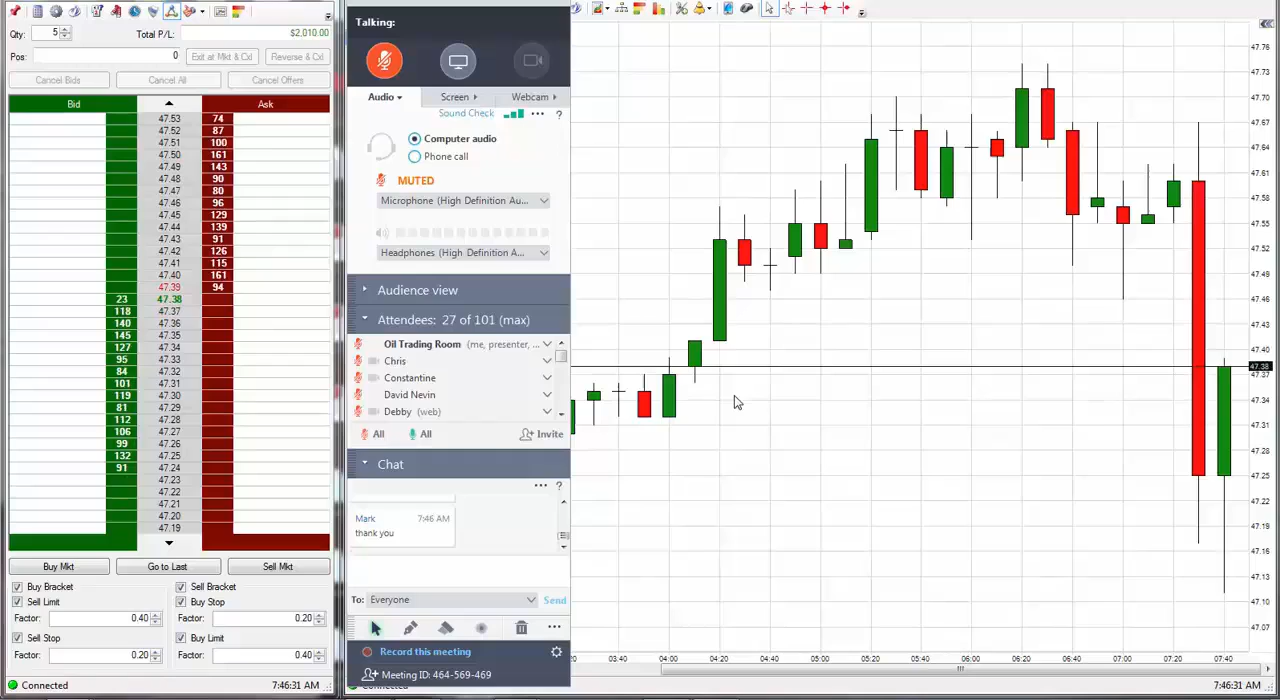 Qty: 5 Total P/L: $2,010.00
Pos: 0 Exit at Mkt & Cxl Reverse & Cxl
Cancel Bids Cancel All Cancel Offers
Bid Ask
47.53 74
47.52 87
47.51 100
47.50 161
47.49 143
47.48 90
47.47 80
47.46 96
47.45 129
47.44 139
47.43 91
47.42 126
47.41 115
47.40 161
47.39 94
23 47.38
118 47.37
140 47.36
145 47.35
127 47.34
95 47.33
84 47.32
101 47.31
119 47.30
81 47.29
112 47.28
106 47.27
99 47.26
132 47.25
91 47.24
47.23
47.22
47.21
47.20
47.19
Buy Mkt Go to Last Sell Mkt
Buy Bracket Sell Bracket
Sell Limit Buy Stop
Factor: 0.40 Factor: 0.20
Sell Stop Buy Limit
Factor: 0.20 Factor: 0.40
Connected 7:46:31 AM
Talking:
Audio Screen Webcam
Sound Check ... ?
Computer audio
Phone call
MUTED
Microphone (High Definition Au...
Headphones (High Definition A...
Audience view
Attendees: 27 of 101 (max)
Oil Trading Room (me, presenter, ...
Chris
Constantine
David Nevin
Debby (web)
All All Invite
Chat
... ?
Mark 7:46 AM
thank you
To: Everyone Send
Record this meeting
Meeting ID: 464-569-469
Connected
47.76
47.73
47.70
47.67
47.64
47.61
47.58
47.55
47.52
47.49
47.46
47.43
47.40
47.38
47.37
47.34
47.31
47.28
47.25
47.22
47.19
47.16
47.13
47.10
47.07
03:40 04:00 04:20 04:40 05:00 05:20 05:40 06:00 06:20 06:40 07:00 07:20 07:40
7:46:31 AM